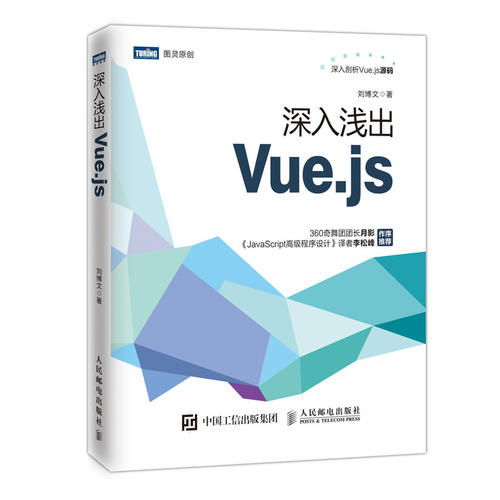 TURING 图灵原创
深入剖析Vue.js源码
刘博文 ◎ 著
深入浅出
Vue.js
360奇舞团团长月影
《JavaScript高级程序设计》译者李松峰
作序
推荐
中国工信出版集团
人民邮电出版社
POSTS & TELECOM PRESS
TURING
深入浅出
Vue.js
刘博文 ◎ 著
人民邮电出版社